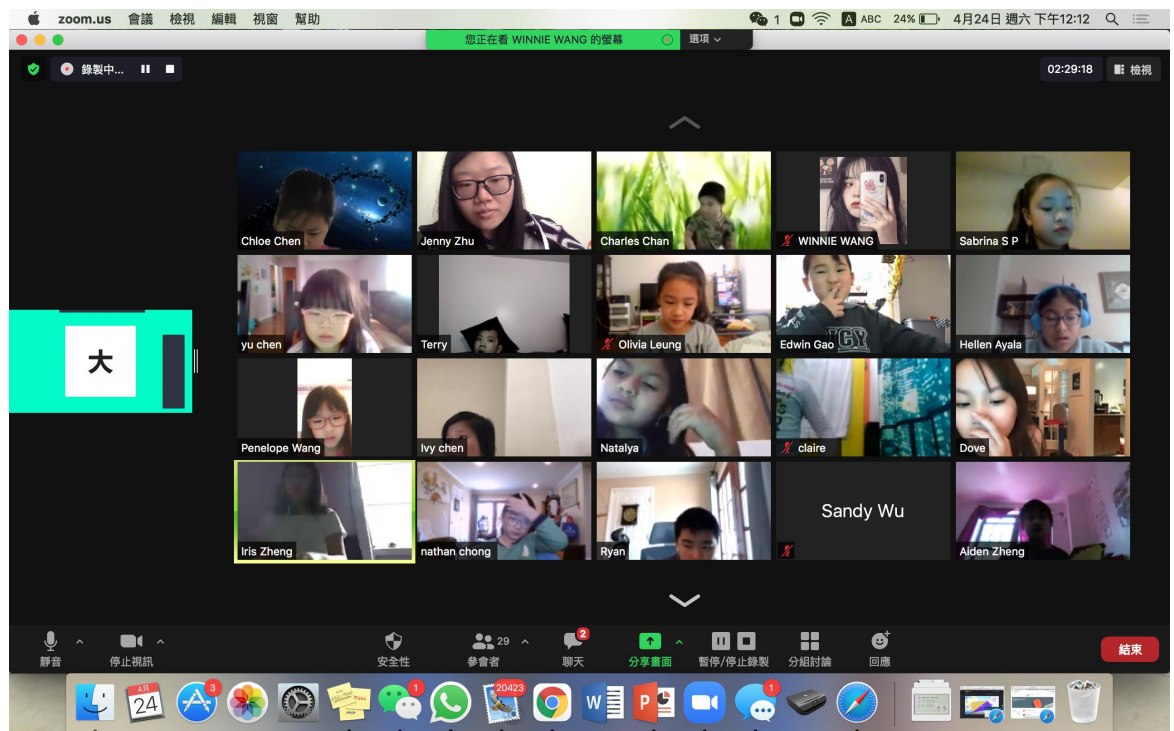 zoom.us 會議 檢視 編輯 視窗 幫助
1 A ABC 24% 4月24日 週六 下午12:12
您正在看 WINNIE WANG 的螢幕 選項
錄製中...
02:29:18 檢視
大
Chloe Chen
Jenny Zhu
Charles Chan
WINNIE WANG
Sabrina S P
yu chen
Terry
Olivia Leung
ICY
Edwin Gao
Hellen Ayala
Penelope Wang
Ivy chen
Natalya
claire
Dove
Iris Zheng
nathan chong
Ryan
Sandy Wu
Aiden Zheng
靜音
停止視訊
安全性
29
參會者
2
聊天
分享畫面
暫停/停止錄製
分組討論
回應
結束
4月
24
3
1
20423
W
P
1